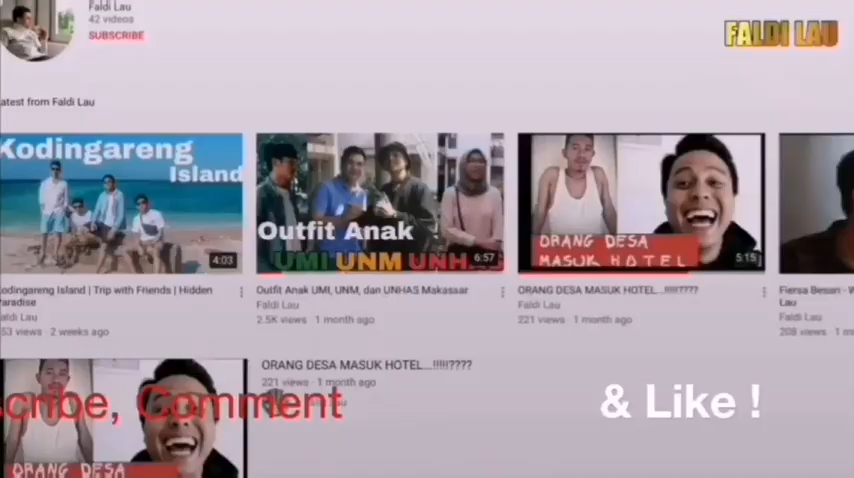 Faldi Lau
42 videos
SUBSCRIBE
FALDI LAU
atest from Faldi Lau
Kodingareng
Island
4:03
Outfit Anak
UMI UNM UNH
6:57
ORANG DESA
MASUK HOTEL
5:15
Kodingareng Island | Trip with Friends | Hidden
Paradise
aldi Lau
53 views · 2 weeks ago
Outfit Anak UMI, UNM, dan UNHAS Makassar
Faldi Lau
2.5K views · 1 month ago
ORANG DESA MASUK HOTEL...!!!!!????
Faldi Lau
221 views · 1 month ago
Fiersa Besari - W
Lau
Faldi Lau
208 views · 1 m
ORANG DESA MASUK HOTEL...!!!!!????
221 views · 1 month ago
scribe, Comment
& Like !
ORANG DESA